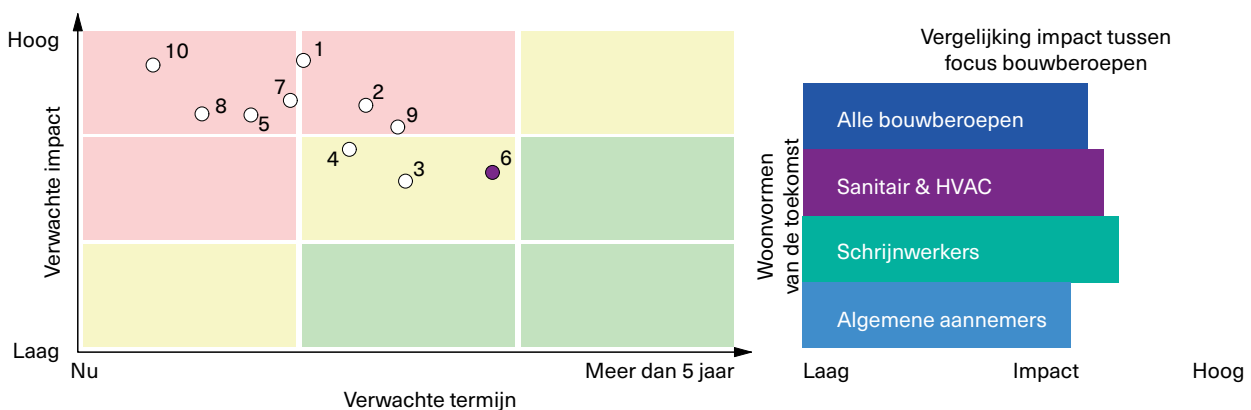 Hoog
Verwachte impact
Laag
10
1
8
5
7
2
9
4
3
6
Nu
Meer dan 5 jaar
Verwachte termijn
Vergelijking impact tussen
focus bouwberoepen
Woonvormen
van de toekomst
Alle bouwberoepen
Sanitair & HVAC
Schrijnwerkers
Algemene aannemers
Laag
Impact
Hoog